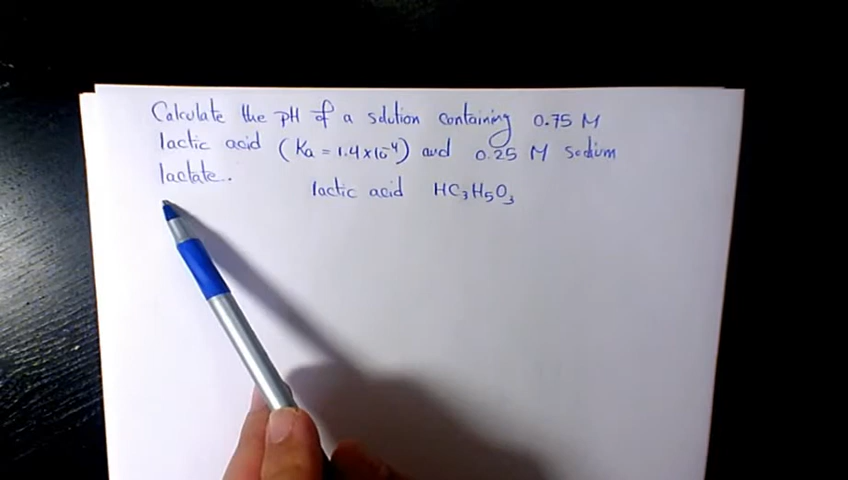 Calculate the pH of a solution containing 0.75 M
lactic acid (Ka = 1.4x10⁻⁴) and 0.25 M sodium
lactate.
lactic acid HC₃H₅O₃